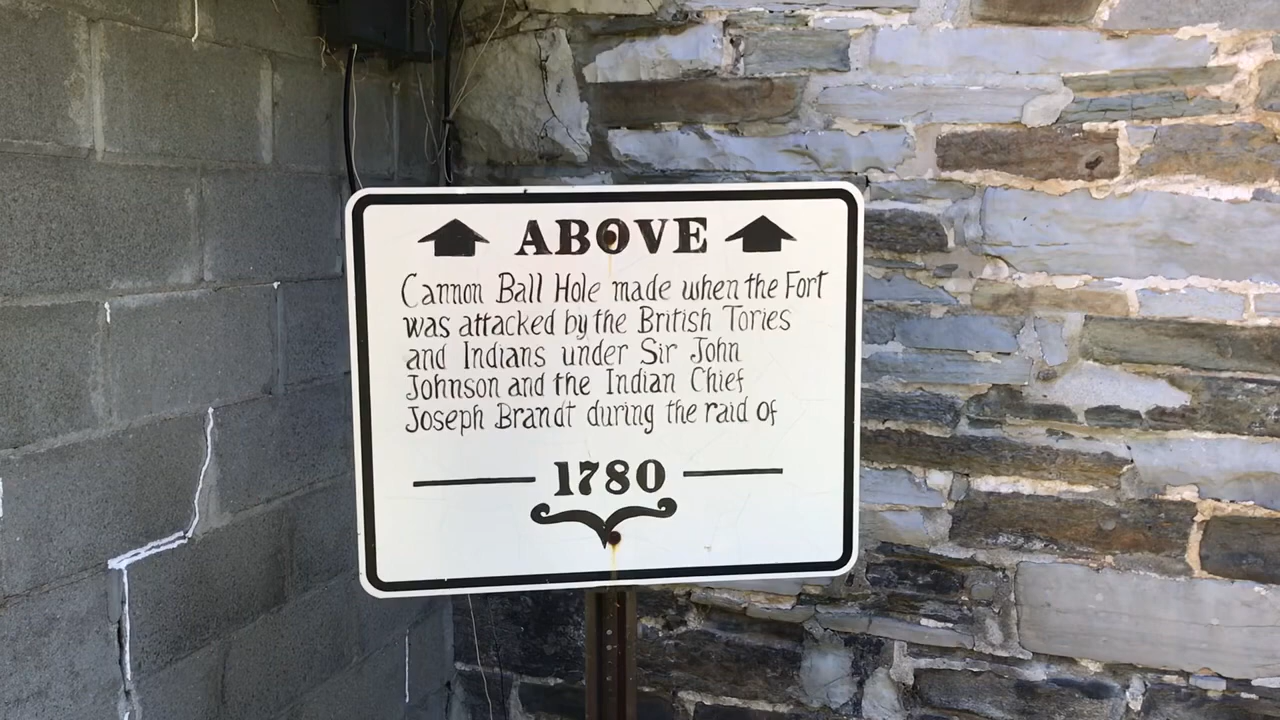 ABOVE
Cannon Ball Hole made when the Fort
was attacked by the British Tories
and Indians under Sir John
Johnson and the Indian Chief
Joseph Brandt during the raid of
1780